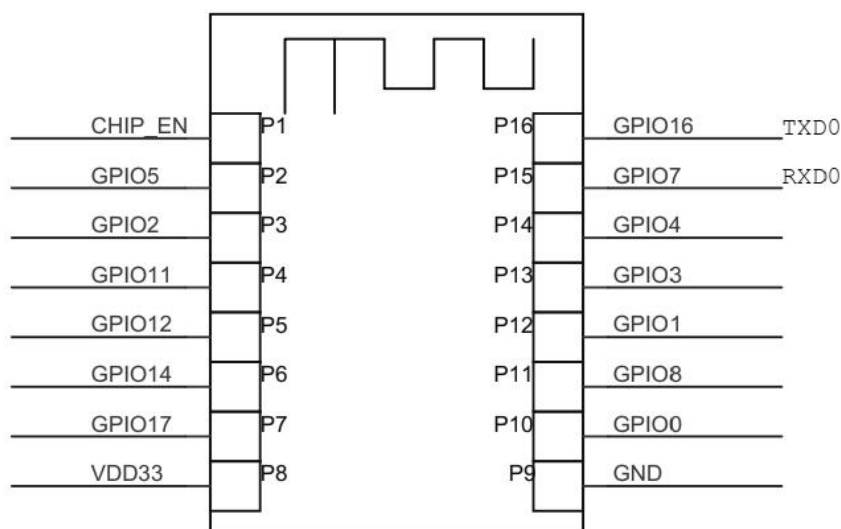 CHIP_EN P1 P16 GPIO16 TXD0
GPIO5 P2 P15 GPIO7 RXD0
GPIO2 P3 P14 GPIO4
GPIO11 P4 P13 GPIO3
GPIO12 P5 P12 GPIO1
GPIO14 P6 P11 GPIO8
GPIO17 P7 P10 GPIO0
VDD33 P8 P9 GND